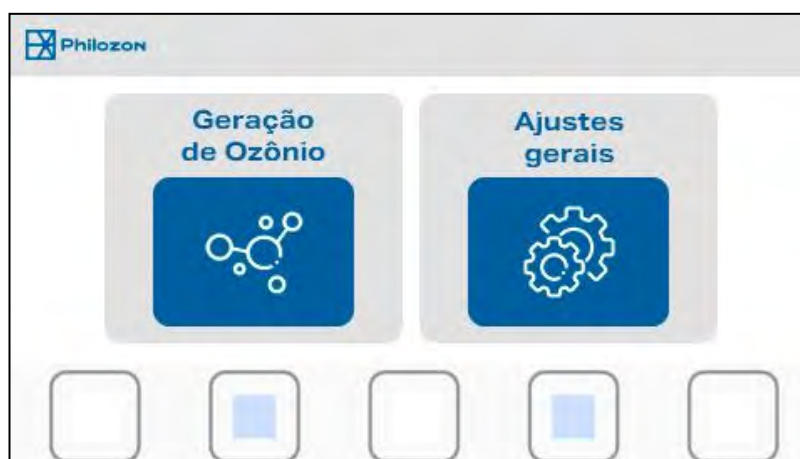 Philozon
Geração
de Ozônio
Ajustes
gerais